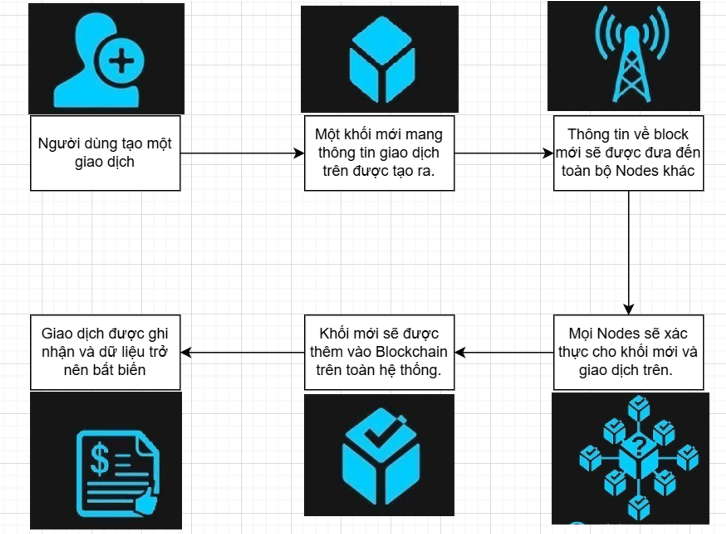 Người dùng tạo một
giao dịch
Một khối mới mang
thông tin giao dịch
trên được tạo ra.
Thông tin về block
mới sẽ được đưa đến
toàn bộ Nodes khác
Mọi Nodes sẽ xác
thực cho khối mới và
giao dịch trên.
Khối mới sẽ được
thêm vào Blockchain
trên toàn hệ thống.
Giao dịch được ghi
nhận và dữ liệu trở
nên bất biến
$
?